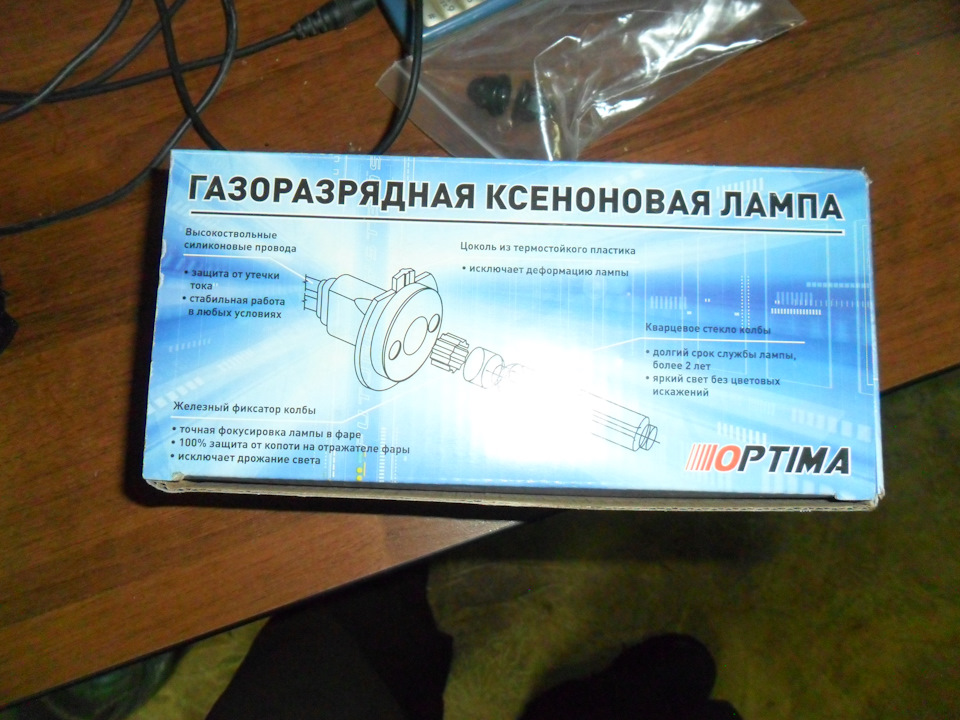 ГАЗОРАЗРЯДНАЯ КСЕНОНОВАЯ ЛАМПА
Высокоствольные
силиконовые провода
• защита от утечки
тока
• стабильная работа
в любых условиях
Цоколь из термостойкого пластика
• исключает деформацию лампы
Кварцевое стекло колбы
• долгий срок службы лампы,
более 2 лет
• яркий свет без цветовых
искажений
Железный фиксатор колбы
• точная фокусировка лампы в фаре
• 100% защита от копоти на отражателе фары
• исключает дрожание света
OPTIMA